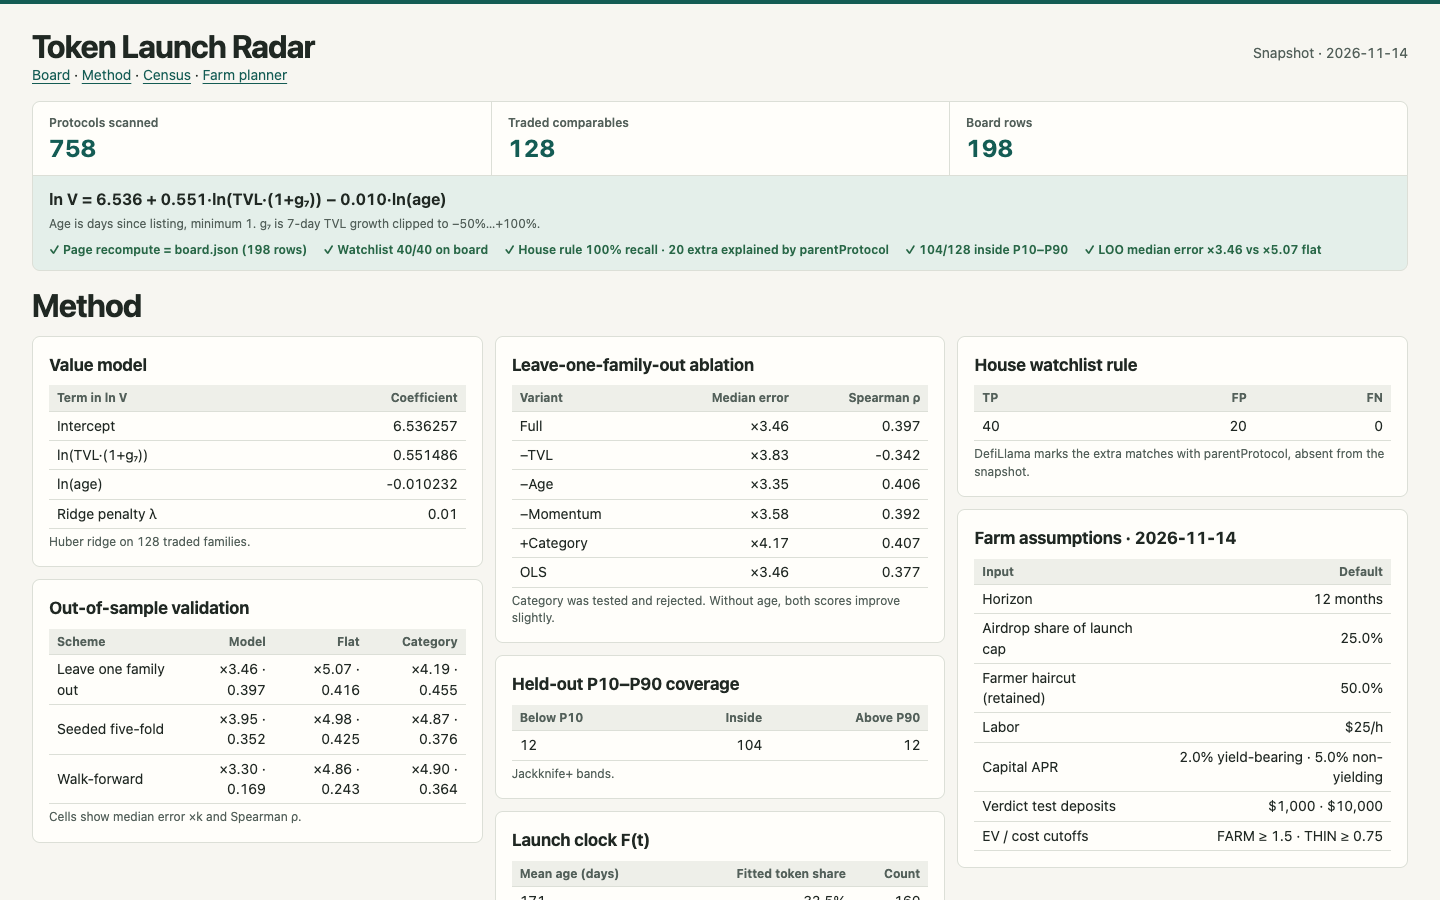 Token Launch Radar
Board · Method · Census · Farm planner
Snapshot · 2026-11-14
Protocols scanned
758
Traded comparables
128
Board rows
198
ln V = 6.536 + 0.551·ln(TVL·(1+g₇)) − 0.010·ln(age)
Age is days since listing, minimum 1. g₇ is 7-day TVL growth clipped to −50%…+100%.
✓ Page recompute = board.json (198 rows) ✓ Watchlist 40/40 on board ✓ House rule 100% recall · 20 extra explained by parentProtocol ✓ 104/128 inside P10–P90 ✓ LOO median error ×3.46 vs ×5.07 flat
Method
Value model
Term in ln V Coefficient
Intercept 6.536257
ln(TVL·(1+g₇)) 0.551486
ln(age) -0.010232
Ridge penalty λ 0.01
Huber ridge on 128 traded families.
Out-of-sample validation
Scheme Model Flat Category
Leave one family ×3.46 · ×5.07 · ×4.19 ·
out 0.397 0.416 0.455
Seeded five-fold ×3.95 · ×4.98 · ×4.87 ·
0.352 0.425 0.376
Walk-forward ×3.30 · ×4.86 · ×4.90 ·
0.169 0.243 0.364
Cells show median error ×k and Spearman ρ.
Leave-one-family-out ablation
Variant Median error Spearman ρ
Full ×3.46 0.397
−TVL ×3.83 -0.342
−Age ×3.35 0.406
−Momentum ×3.58 0.392
+Category ×4.17 0.407
OLS ×3.46 0.377
Category was tested and rejected. Without age, both scores improve
slightly.
Held-out P10–P90 coverage
Below P10 Inside Above P90
12 104 12
Jackknife+ bands.
Launch clock F(t)
Mean age (days) Fitted token share Count
171 32.5% 160
House watchlist rule
TP FP FN
40 20 0
DefiLlama marks the extra matches with parentProtocol, absent from the
snapshot.
Farm assumptions · 2026-11-14
Input Default
Horizon 12 months
Airdrop share of launch
cap 25.0%
Farmer haircut
(retained) 50.0%
Labor $25/h
Capital APR 2.0% yield-bearing · 5.0% non-
yielding
Verdict test deposits $1,000 · $10,000
EV / cost cutoffs FARM ≥ 1.5 · THIN ≥ 0.75